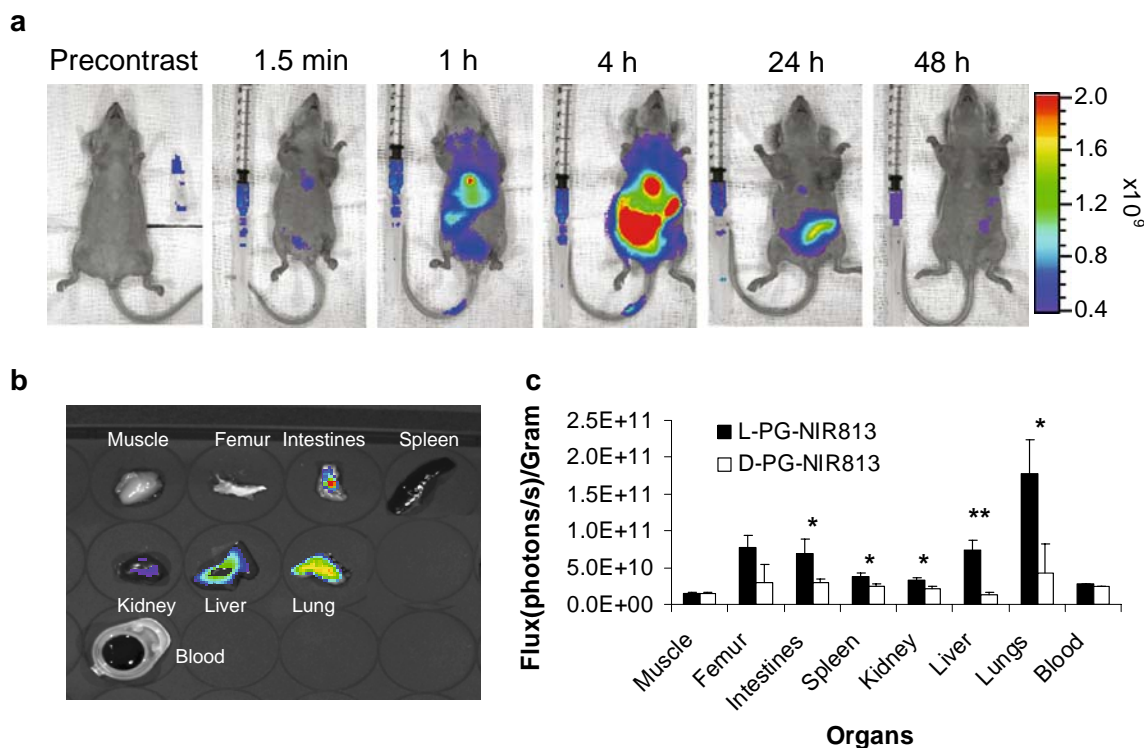 a
Precontrast 1.5 min 1 h 4 h 24 h 48 h
2.0
1.6
1.2
0.8
0.4
x10⁹
b
Muscle Femur Intestines Spleen
Kidney Liver Lung
Blood
c
Flux(photons/s)/Gram
2.5E+11
2.0E+11
1.5E+11
1.0E+11
5.0E+10
0.0E+00
L-PG-NIR813
D-PG-NIR813
* * * ** *
Muscle
Femur
Intestines
Spleen
Kidney
Liver
Lungs
Blood
Organs